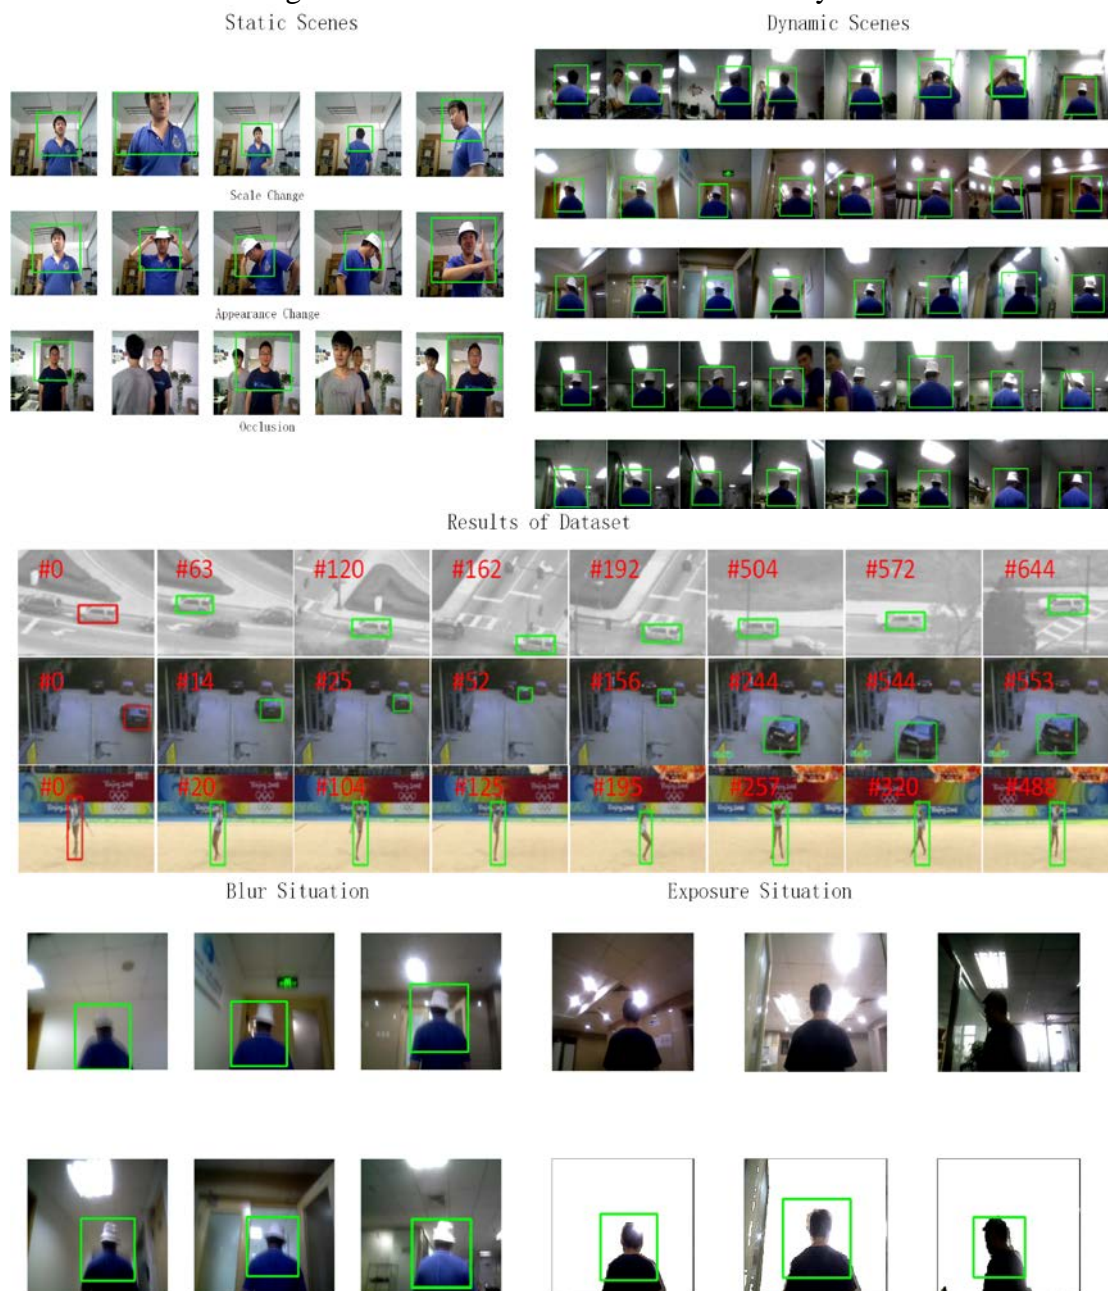 Static Scenes
Dynamic Scenes
Scale Change
Appearance Change
Occlusion
Results of Dataset
#0 #63 #120 #162 #192 #504 #572 #644
#0 #14 #25 #52 #156 #244 #544 #553
#0 #20 #104 #125 #195 #257 #320 #488
Blur Situation
Exposure Situation